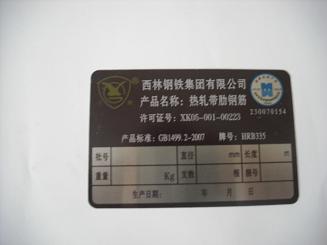 西林钢铁集团有限公司
产品名称：热轧带肋钢筋
许可证号：XK05-001-00223
产品标准：GB1499.2-2007 牌号：HRB335
批号 直径 mm 长度 m
重量 Kg 支数 根 捆号
生产日期： 年 月 日